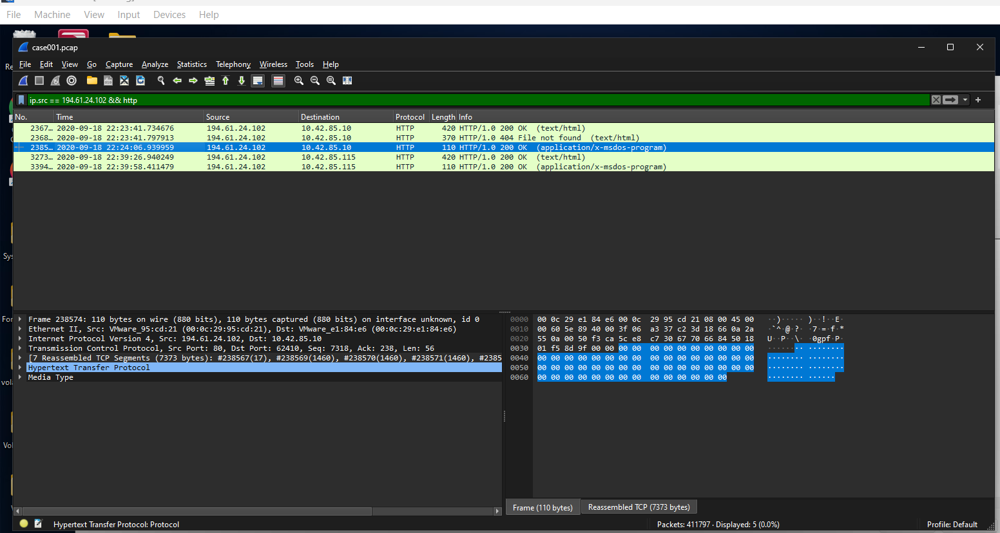 File Machine View Input Devices Help
case001.pcap
File Edit View Go Capture Analyze Statistics Telephony Wireless Tools Help
ip.src == 194.61.24.102 && http
No. Time Source Destination Protocol Length Info
2367… 2020-09-18 22:23:41.734676 194.61.24.102 10.42.85.10 HTTP 420 HTTP/1.0 200 OK (text/html)
2368… 2020-09-18 22:23:41.797913 194.61.24.102 10.42.85.10 HTTP 370 HTTP/1.0 404 File not found (text/html)
2385… 2020-09-18 22:24:06.939959 194.61.24.102 10.42.85.10 HTTP 110 HTTP/1.0 200 OK (application/x-msdos-program)
3273… 2020-09-18 22:39:26.940249 194.61.24.102 10.42.85.115 HTTP 420 HTTP/1.0 200 OK (text/html)
3394… 2020-09-18 22:39:58.411479 194.61.24.102 10.42.85.115 HTTP 110 HTTP/1.0 200 OK (application/x-msdos-program)
Frame 238574: 110 bytes on wire (880 bits), 110 bytes captured (880 bits) on interface unknown, id 0
Ethernet II, Src: VMware_95:cd:21 (00:0c:29:95:cd:21), Dst: VMware_e1:84:e6 (00:0c:29:e1:84:e6)
Internet Protocol Version 4, Src: 194.61.24.102, Dst: 10.42.85.10
Transmission Control Protocol, Src Port: 80, Dst Port: 62410, Seq: 7318, Ack: 238, Len: 56
[7 Reassembled TCP Segments (7373 bytes): #238567(17), #238569(1460), #238570(1460), #238571(1460), #2385
Hypertext Transfer Protocol
Media Type
0000 00 0c 29 e1 84 e6 00 0c 29 95 cd 21 08 00 45 00 ··)····· )··!··E·
0010 00 60 5e 89 40 00 3f 06 a3 37 c2 3d 18 66 0a 2a ·`^·@·?· ·7·=·f·*
0020 55 0a 00 50 f3 ca 5c e8 c7 30 67 70 66 84 50 18 U··P··\· ·0gpf·P·
0030 01 f5 8d 9f 00 00 00 00 00 00 00 00 00 00 00 00 ········ ········
0040 00 00 00 00 00 00 00 00 00 00 00 00 00 00 00 00 ········ ········
0050 00 00 00 00 00 00 00 00 00 00 00 00 00 00 00 00 ········ ········
0060 00 00 00 00 00 00 00 00 00 00 00 00 00 00 ········ ······
Frame (110 bytes) Reassembled TCP (7373 bytes)
Hypertext Transfer Protocol: Protocol
Packets: 411797 · Displayed: 5 (0.0%)
Profile: Default